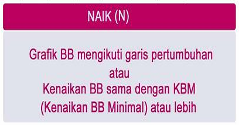 NAIK (N)
Grafik BB mengikuti garis pertumbuhan
atau
Kenaikan BB sama dengan KBM
(Kenaikan BB Minimal) atau lebih